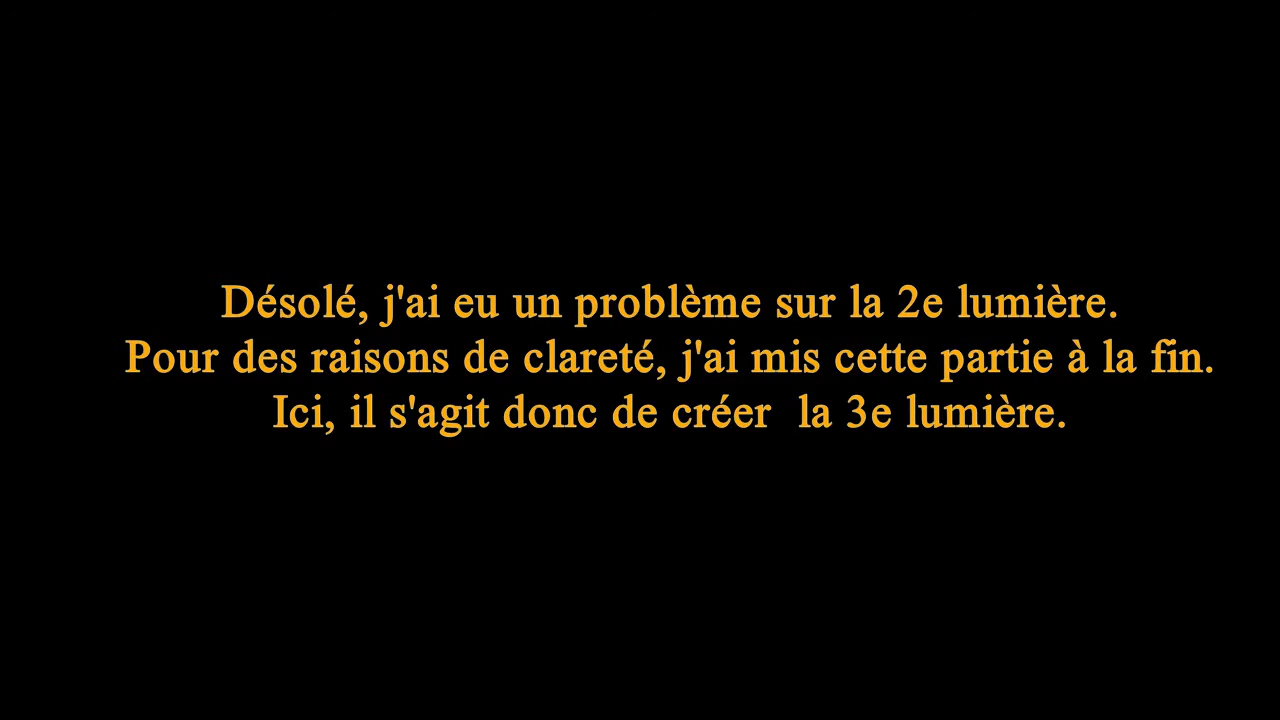 Désolé, j'ai eu un problème sur la 2e lumière.
Pour des raisons de clareté, j'ai mis cette partie à la fin.
Ici, il s'agit donc de créer  la 3e lumière.